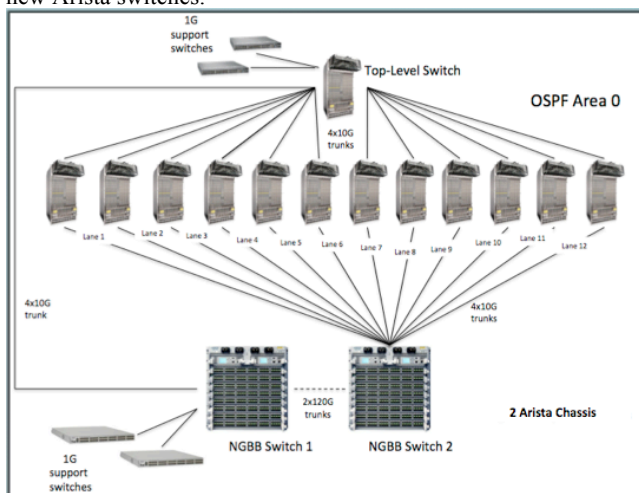 new Arista switches.
1G
support
switches
Top-Level Switch
OSPF Area 0
4x10G
trunks
Lane 1
Lane 2
Lane 3
Lane 4
Lane 5
Lane 6
Lane 7
Lane 8
Lane 9
Lane 10
Lane 11
Lane 12
4x10G
trunk
4x10G
trunks
2x120G
trunks
2 Arista Chassis
NGBB Switch 1
NGBB Switch 2
1G
support
switches